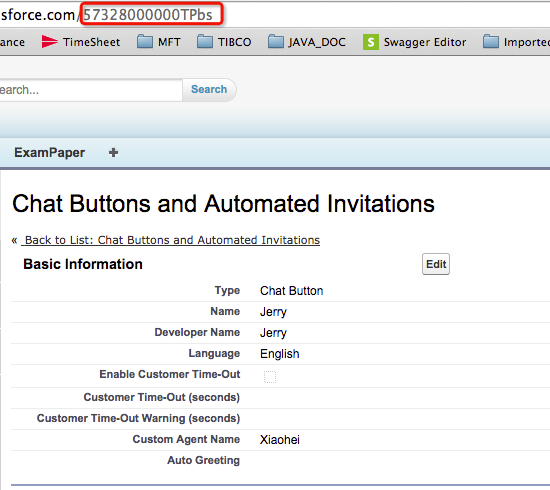 sforce.com/57328000000TPbs
ance TimeSheet MFT TIBCO JAVA_DOC S Swagger Editor Imported
earch... Search
ExamPaper +
Chat Buttons and Automated Invitations
« Back to List: Chat Buttons and Automated Invitations
Basic Information Edit
Type Chat Button
Name Jerry
Developer Name Jerry
Language English
Enable Customer Time-Out
Customer Time-Out (seconds)
Customer Time-Out Warning (seconds)
Custom Agent Name Xiaohei
Auto Greeting